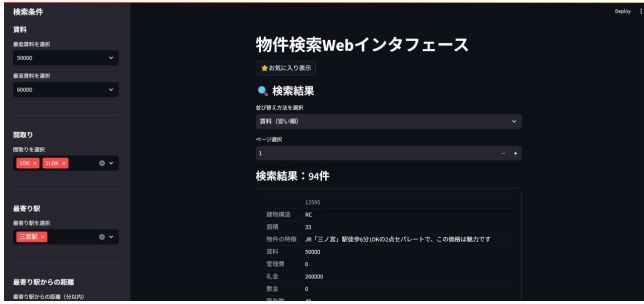 検索条件
賃料
最低賃料を選択
50000
最高賃料を選択
60000
間取り
間取りを選択
1DK ×
1LDK ×
最寄り駅
最寄り駅を選択
三宮駅 ×
最寄り駅からの距離
最寄り駅からの距離（分以内）
Deploy
物件検索Webインタフェース
⭐お気に入り表示
🔍 検索結果
並び替え方法を選択
賃料（安い順）
ページ選択
1
- +
検索結果：94件
12595
建物構造 RC
面積 33
物件の特徴 JR「三ノ宮」駅徒歩6分1DKの2点セパレートで、この価格は魅力です
賃料 50000
管理費 0
礼金 200000
敷金 0